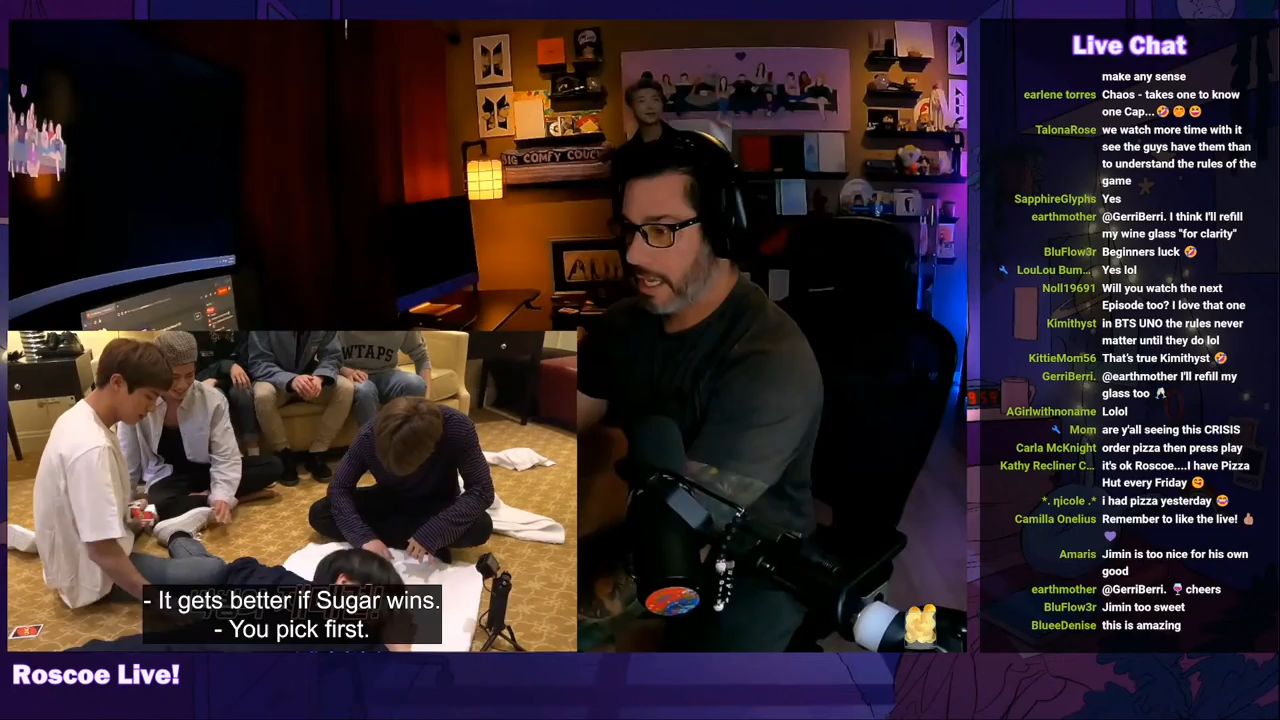 Live Chat
make any sense
earlene torres Chaos - takes one to know
one Cap...🤣 🤭 😄
TalonaRose we watch more time with it
see the guys have them than
to understand the rules of the
game
SapphireGlyphs Yes
earthmother @GerriBerri. I think I'll refill
my wine glass "for clarity"
BluFlow3r Beginners luck 🤣
LouLou Bum... Yes lol
Noll19691 Will you watch the next
Episode too? I love that one
Kimithyst in BTS UNO the rules never
matter until they do lol
KittieMom56 That's true Kimithyst 🤣
GerriBerri. @earthmother I'll refill my
glass too 🥂
AGirlwithnoname Lolol
Mom are y'all seeing this CRISIS
Carla McKnight order pizza then press play
Kathy Recliner C... it's ok Roscoe....I have Pizza
Hut every Friday 😋
*. ηicole .* i had pizza yesterday 😅
Camilla Onelius Remember to like the live! 👍🏼
💜
Amaris Jimin is too nice for his own
good
earthmother @GerriBerri. 🍷 cheers
BluFlow3r Jimin too sweet
BlueeDenise this is amazing
BIG COMFY COUCH
WTAPS
9:59
- It gets better if Sugar wins.
- You pick first.
Roscoe Live!